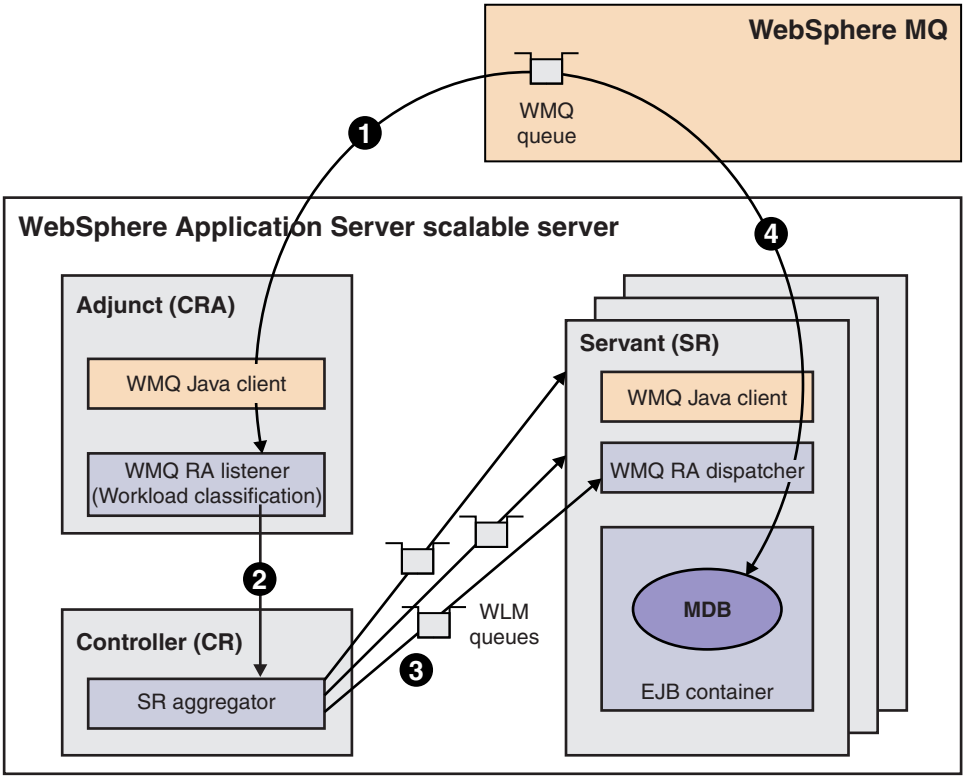 WebSphere MQ
WMQ
queue
1
WebSphere Application Server scalable server
4
Adjunct (CRA)
WMQ Java client
WMQ RA listener
(Workload classification)
2
Controller (CR)
SR aggregator
WLM
queues
3
Servant (SR)
WMQ Java client
WMQ RA dispatcher
MDB
EJB container